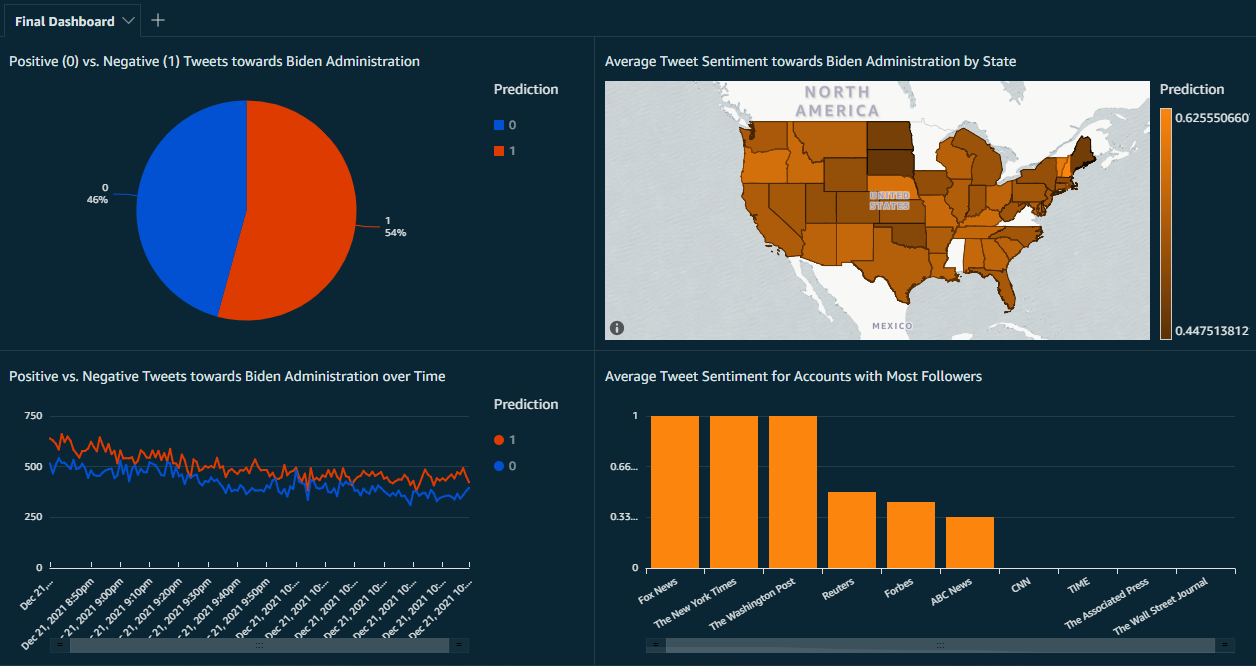 Final Dashboard
Positive (0) vs. Negative (1) Tweets towards Biden Administration
Prediction
0
1
0
46%
1
54%
Average Tweet Sentiment towards Biden Administration by State
NORTH
AMERICA
UNITED
STATES
MEXICO
Prediction
0.625550660
0.447513812
Positive vs. Negative Tweets towards Biden Administration over Time
Prediction
1
0
750
500
250
0
Dec 21,...
Dec 21, 2021 8:50pm
Dec 21, 2021 9:00pm
Dec 21, 2021 9:10pm
Dec 21, 2021 9:20pm
Dec 21, 2021 9:30pm
Dec 21, 2021 9:40pm
Dec 21, 2021 9:50pm
Dec 21, 2021 10:...
Dec 21, 2021 10:...
Dec 21, 2021 10:...
Dec 21, 2021 10:...
Dec 21, 2021 10:...
Dec 21, 2021 10:...
Dec 21, 2021 10:...
Average Tweet Sentiment for Accounts with Most Followers
1
0.66...
0.33...
0
Fox News
The New York Times
The Washington Post
Reuters
Forbes
ABC News
CNN
TIME
The Associated Press
The Wall Street Journal